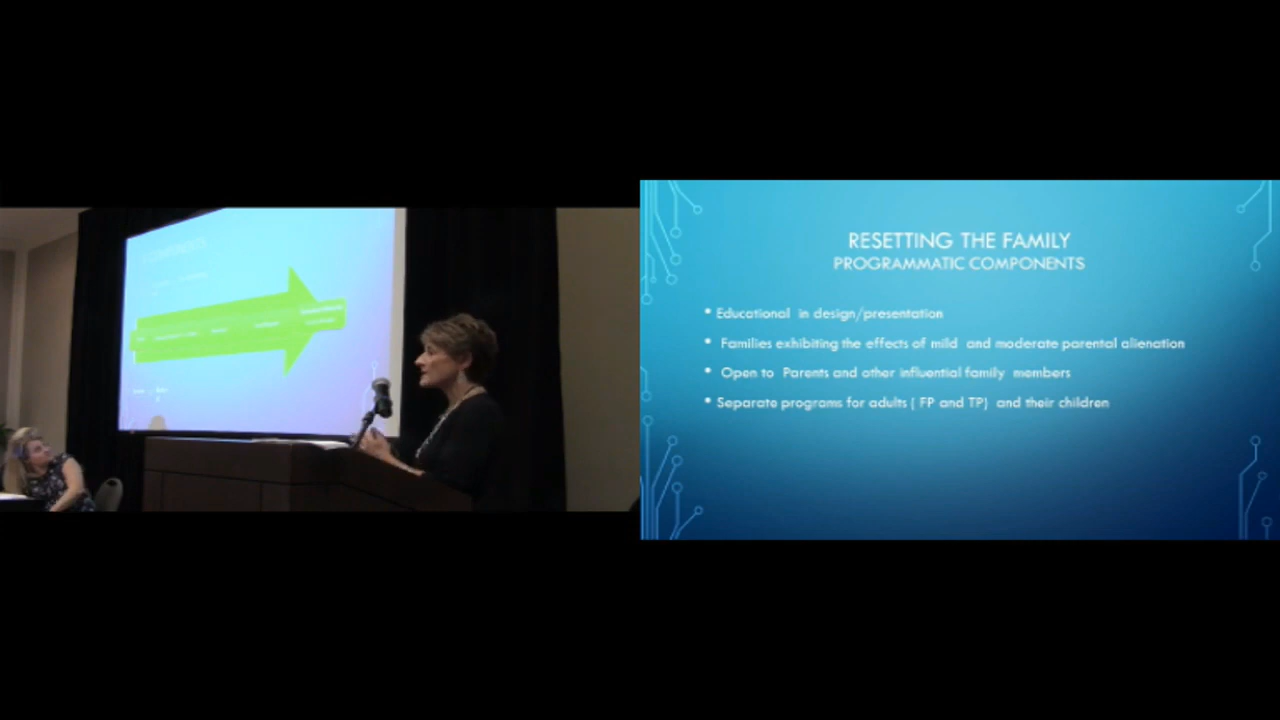 RESETTING THE FAMILY
PROGRAMMATIC COMPONENTS
• Educational in design/presentation
• Families exhibiting the effects of mild and moderate parental alienation
• Open to Parents and other influential family members
• Separate programs for adults ( FP and TP) and their children